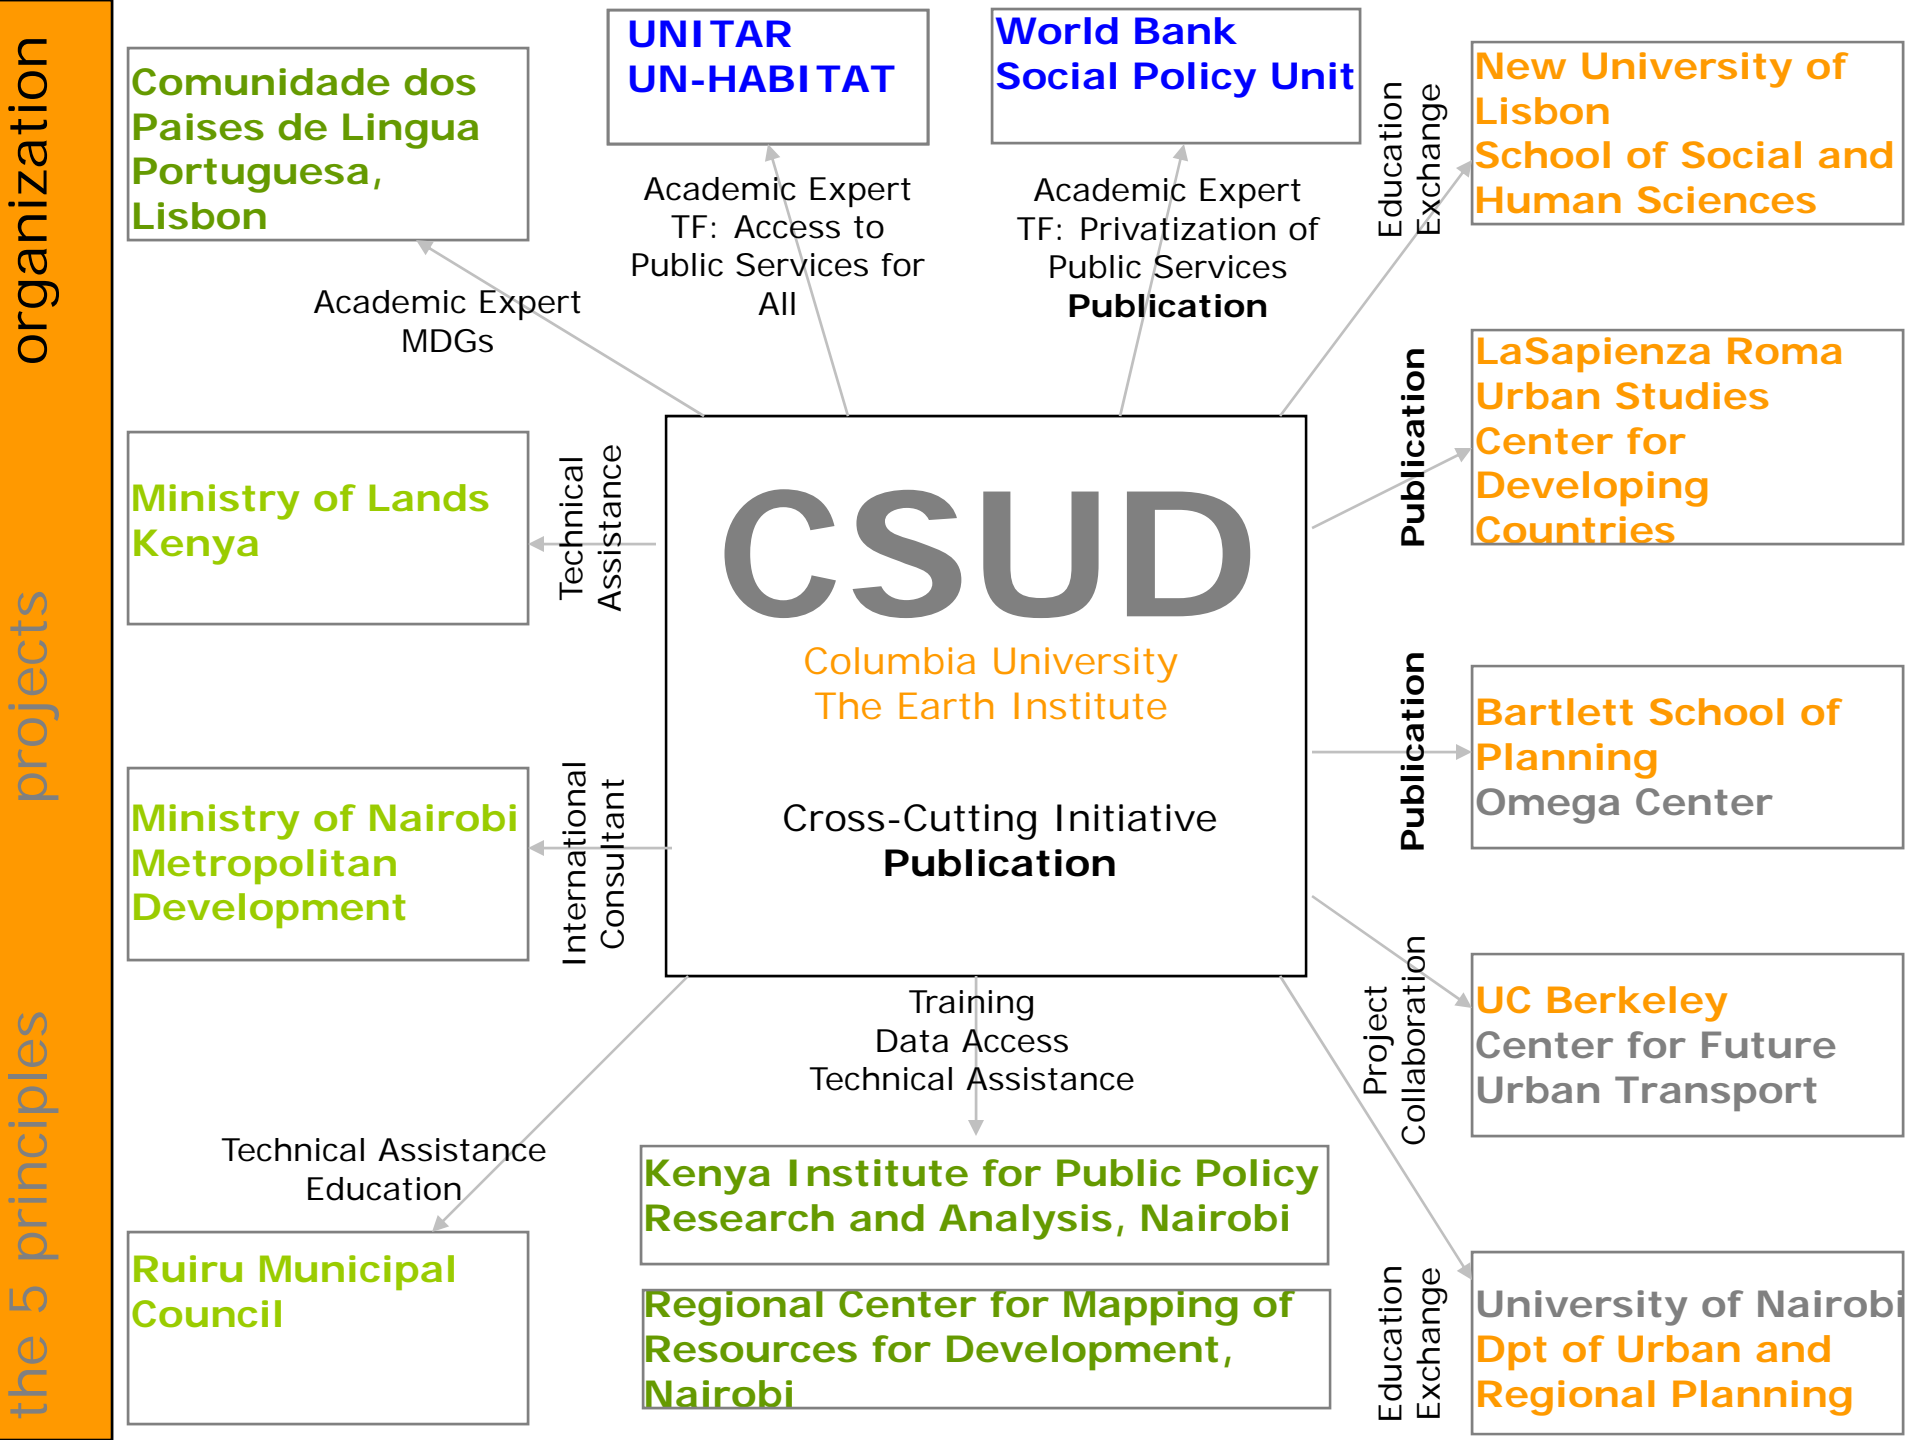 organization
projects
the 5 principles
Comunidade dos
Paises de Lingua
Portuguesa,
Lisbon
UNITAR
UN-HABITAT
World Bank
Social Policy Unit
New University of
Lisbon
School of Social and
Human Sciences
Education
Exchange
Academic Expert
TF: Access to
Public Services for
All
Academic Expert
TF: Privatization of
Public Services
Publication
Academic Expert
MDGs
LaSapienza Roma
Urban Studies
Center for
Developing
Countries
Publication
Ministry of Lands
Kenya
Technical
Assistance
CSUD
Columbia University
The Earth Institute
Cross-Cutting Initiative
Publication
Publication
Bartlett School of
Planning
Omega Center
Ministry of Nairobi
Metropolitan
Development
International
Consultant
Project
Collaboration
UC Berkeley
Center for Future
Urban Transport
Training
Data Access
Technical Assistance
Technical Assistance
Education
Ruiru Municipal
Council
Kenya Institute for Public Policy
Research and Analysis, Nairobi
Regional Center for Mapping of
Resources for Development,
Nairobi
Education
Exchange
University of Nairobi
Dpt of Urban and
Regional Planning